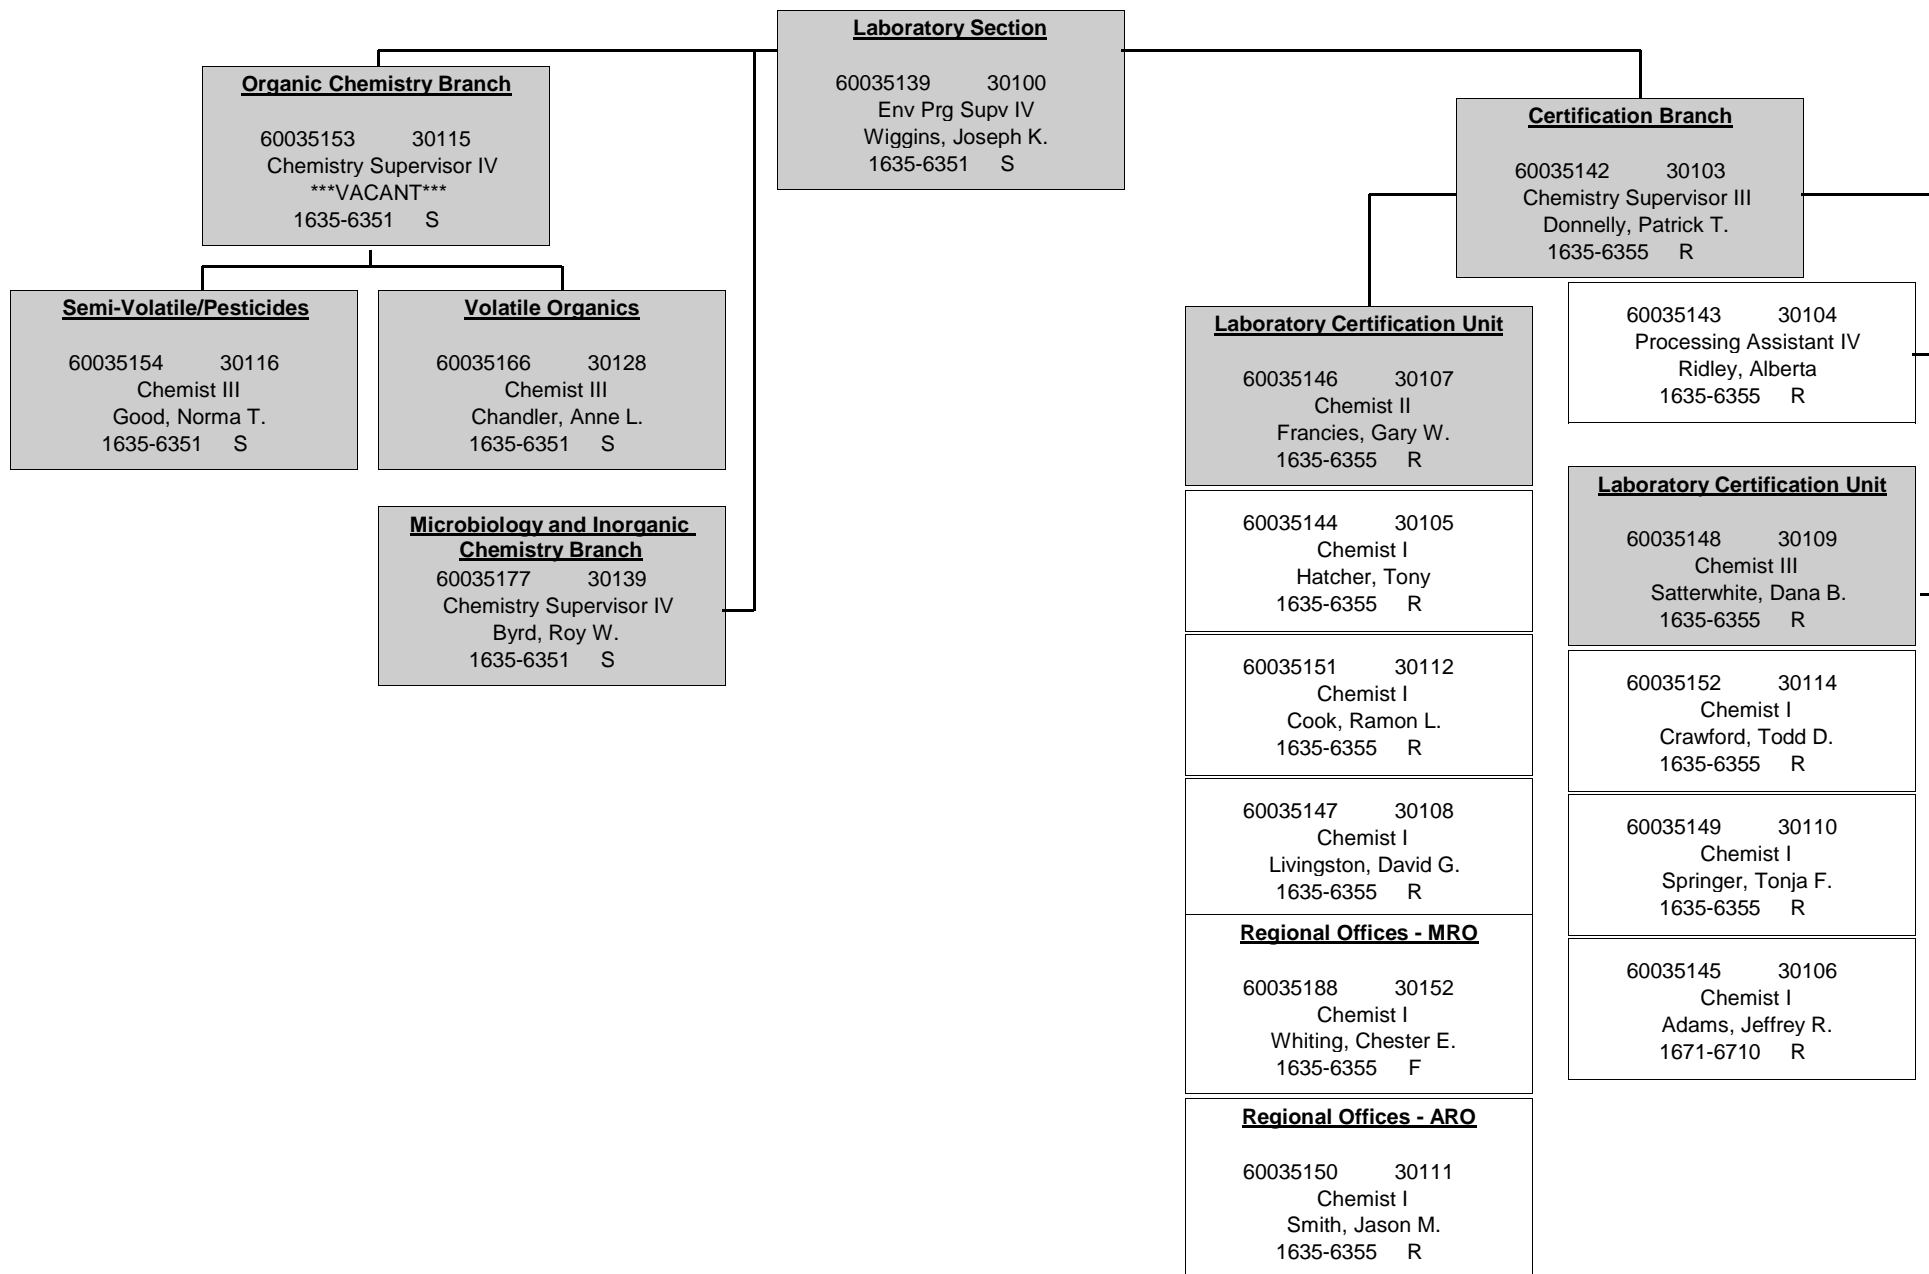 Laboratory Section
60035139 30100
Env Prg Supv IV
Wiggins, Joseph K.
1635-6351 S
Organic Chemistry Branch
60035153 30115
Chemistry Supervisor IV
***VACANT***
1635-6351 S
Semi-Volatile/Pesticides
60035154 30116
Chemist III
Good, Norma T.
1635-6351 S
Volatile Organics
60035166 30128
Chemist III
Chandler, Anne L.
1635-6351 S
Microbiology and Inorganic
Chemistry Branch
60035177 30139
Chemistry Supervisor IV
Byrd, Roy W.
1635-6351 S
Certification Branch
60035142 30103
Chemistry Supervisor III
Donnelly, Patrick T.
1635-6355 R
Laboratory Certification Unit
60035146 30107
Chemist II
Francies, Gary W.
1635-6355 R
60035144 30105
Chemist I
Hatcher, Tony
1635-6355 R
60035151 30112
Chemist I
Cook, Ramon L.
1635-6355 R
60035147 30108
Chemist I
Livingston, David G.
1635-6355 R
Regional Offices - MRO
60035188 30152
Chemist I
Whiting, Chester E.
1635-6355 F
Regional Offices - ARO
60035150 30111
Chemist I
Smith, Jason M.
1635-6355 R
60035143 30104
Processing Assistant IV
Ridley, Alberta
1635-6355 R
Laboratory Certification Unit
60035148 30109
Chemist III
Satterwhite, Dana B.
1635-6355 R
60035152 30114
Chemist I
Crawford, Todd D.
1635-6355 R
60035149 30110
Chemist I
Springer, Tonja F.
1635-6355 R
60035145 30106
Chemist I
Adams, Jeffrey R.
1671-6710 R